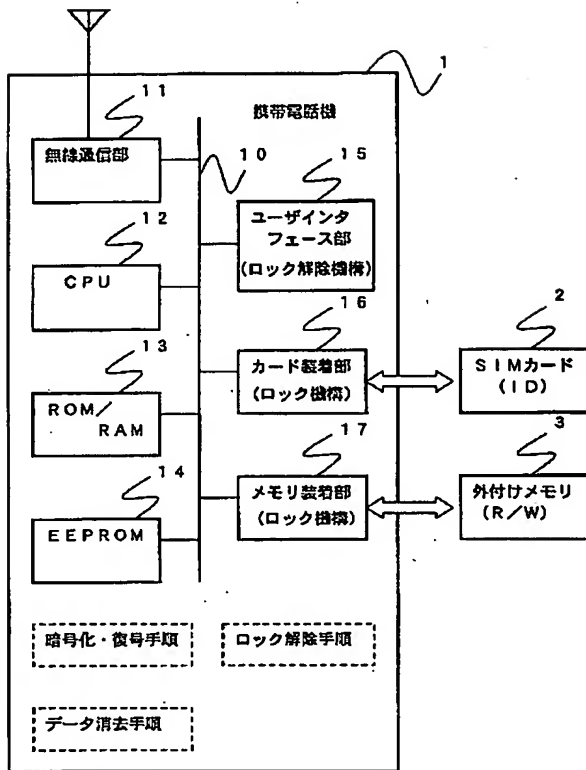 1
携帯電話機
11
無線通信部
10
12
CPU
13
ROM/
RAM
14
EEPROM
15
ユーザインタ
フェース部
(ロック解除機構)
16
カード装着部
(ロック機構)
17
メモリ装着部
(ロック機構)
2
SIMカード
(ID)
3
外付けメモリ
(R/W)
暗号化・復号手順
ロック解除手順
データ消去手順